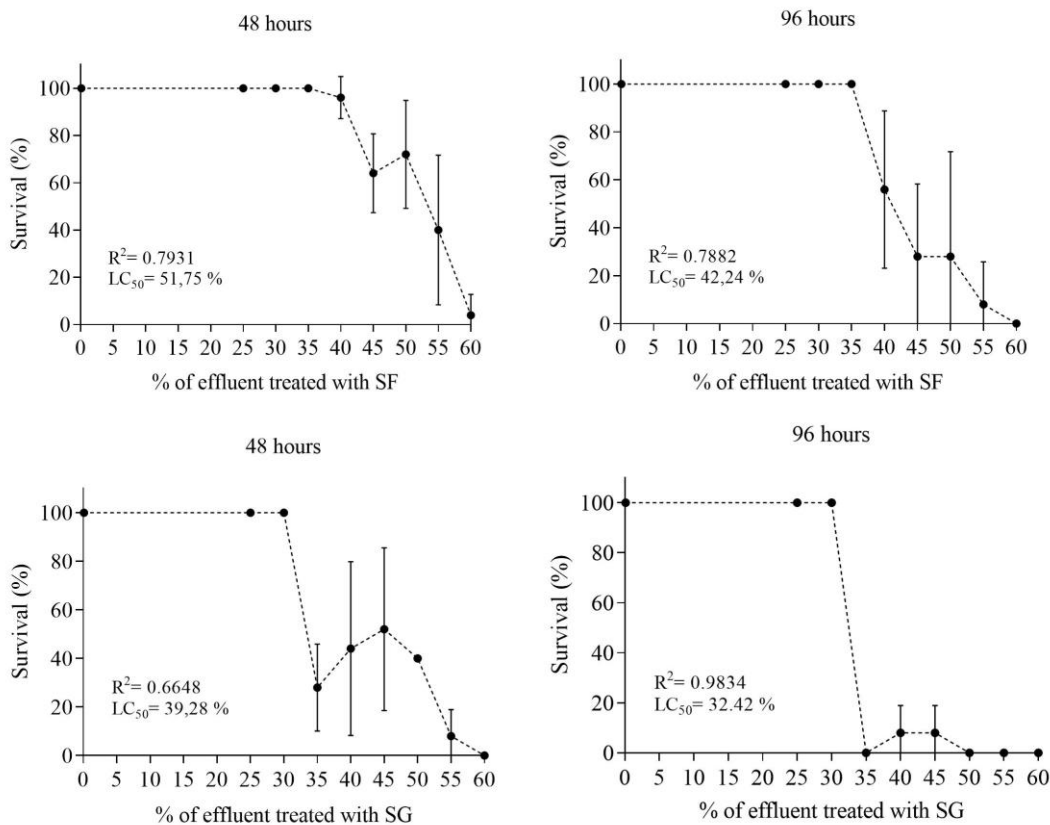 48 hours
100
80
60
40
20
0
Survival (%)
R²= 0.7931
LC₅₀= 51,75 %
0 5 10 15 20 25 30 35 40 45 50 55 60
% of effluent treated with SF
96 hours
100
80
60
40
20
0
Survival (%)
R²= 0.7882
LC₅₀= 42,24 %
0 5 10 15 20 25 30 35 40 45 50 55 60
% of effluent treated with SF
48 hours
100
80
60
40
20
0
Survival (%)
R²= 0.6648
LC₅₀= 39,28 %
0 5 10 15 20 25 30 35 40 45 50 55 60
% of effluent treated with SG
96 hours
100
80
60
40
20
0
Survival (%)
R²= 0.9834
LC₅₀= 32.42 %
0 5 10 15 20 25 30 35 40 45 50 55 60
% of effluent treated with SG